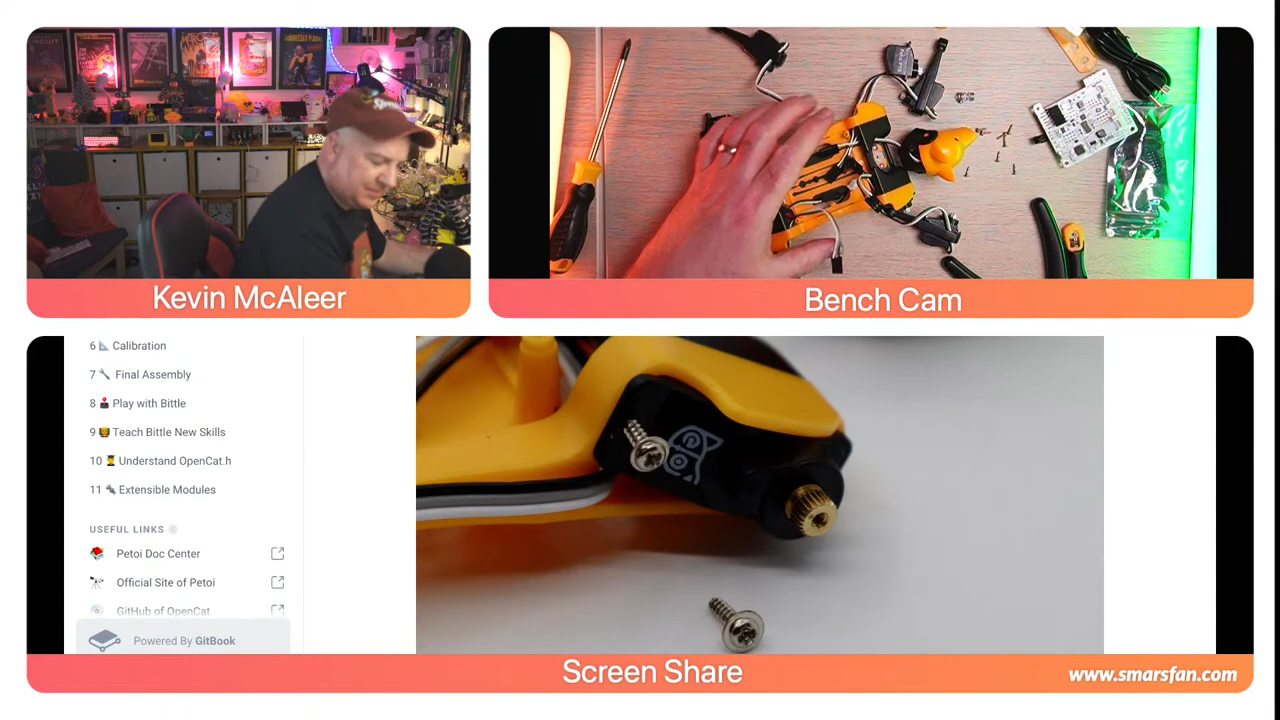 Kevin McAleer
Bench Cam
6 Calibration
7 Final Assembly
8 Play with Bittle
9 Teach Bittle New Skills
10 Understand OpenCat.h
11 Extensible Modules
USEFUL LINKS
Petoi Doc Center
Official Site of Petoi
GitHub of OpenCat
Powered By GitBook
Screen Share
www.smarsfan.com